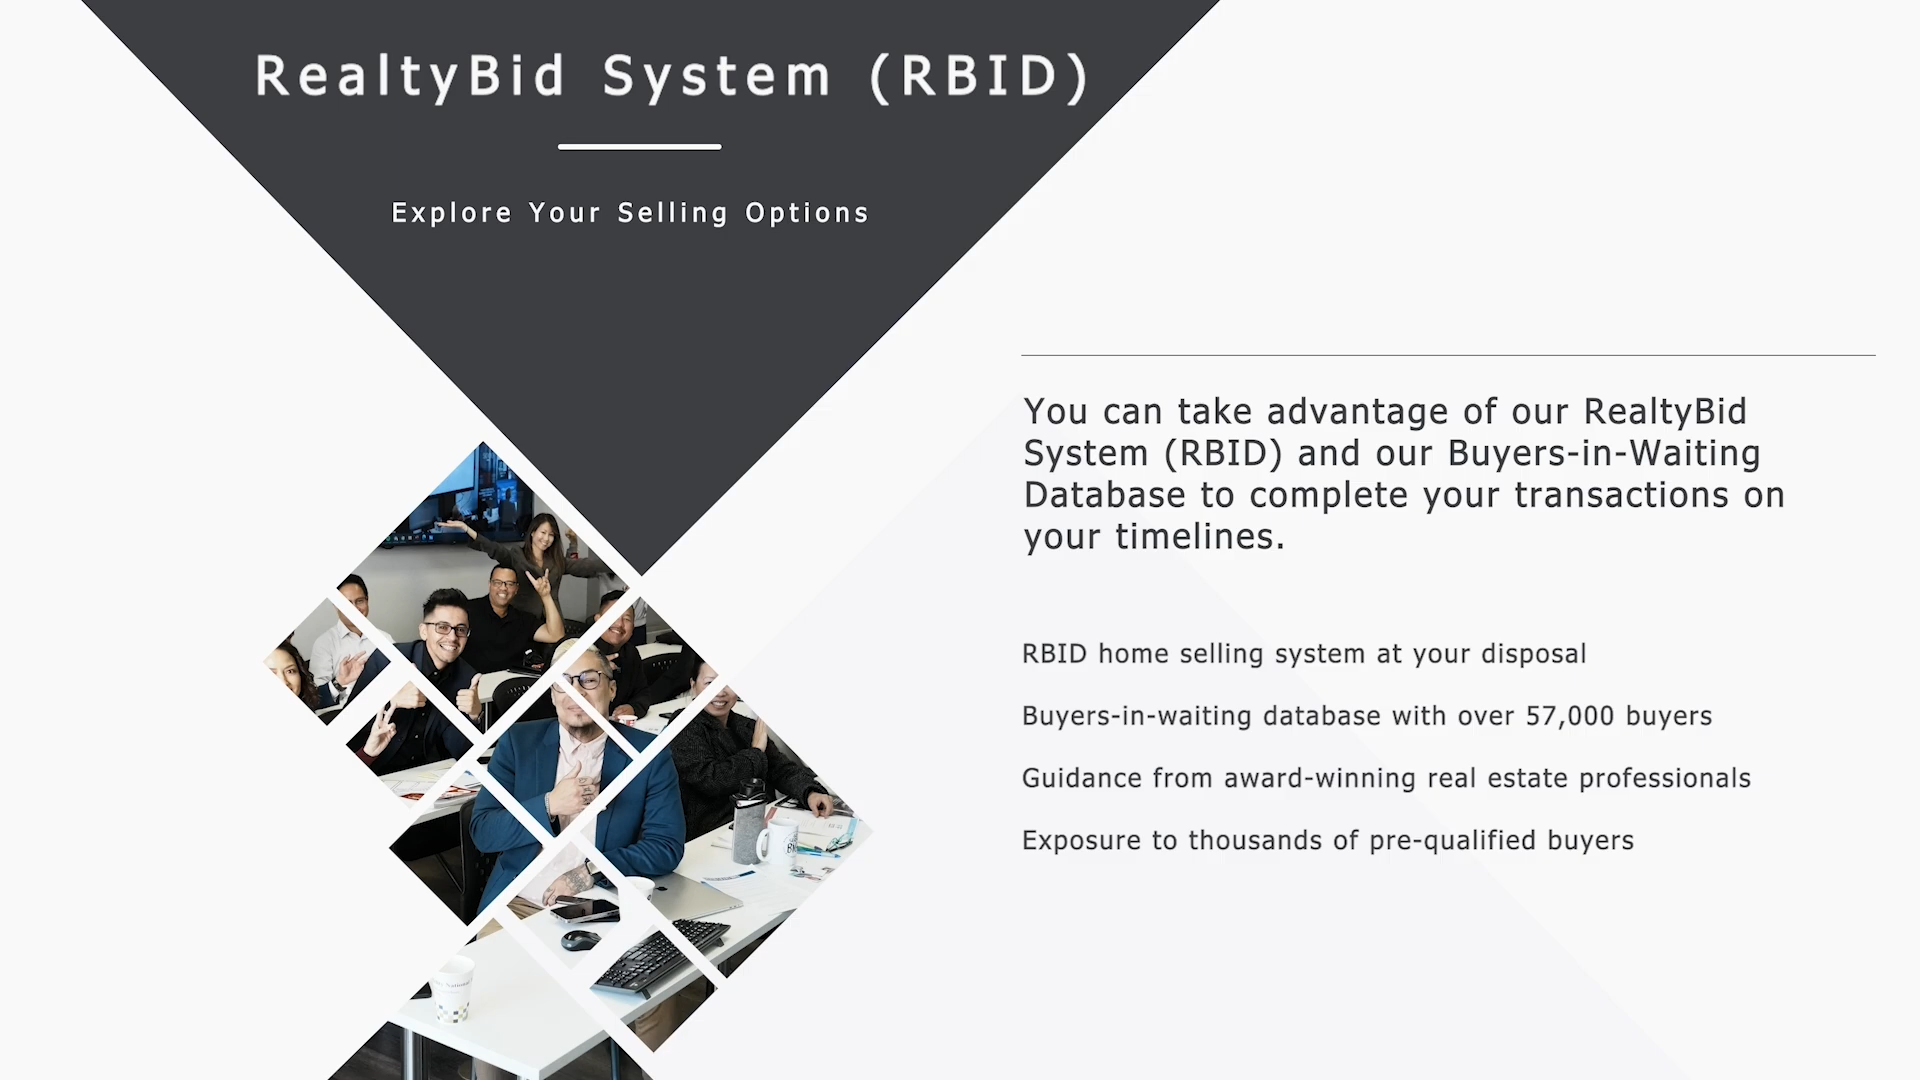 RealtyBid System (RBID)
Explore Your Selling Options
You can take advantage of our RealtyBid
System (RBID) and our Buyers-in-Waiting
Database to complete your transactions on
your timelines.
RBID home selling system at your disposal
Buyers-in-waiting database with over 57,000 buyers
Guidance from award-winning real estate professionals
Exposure to thousands of pre-qualified buyers